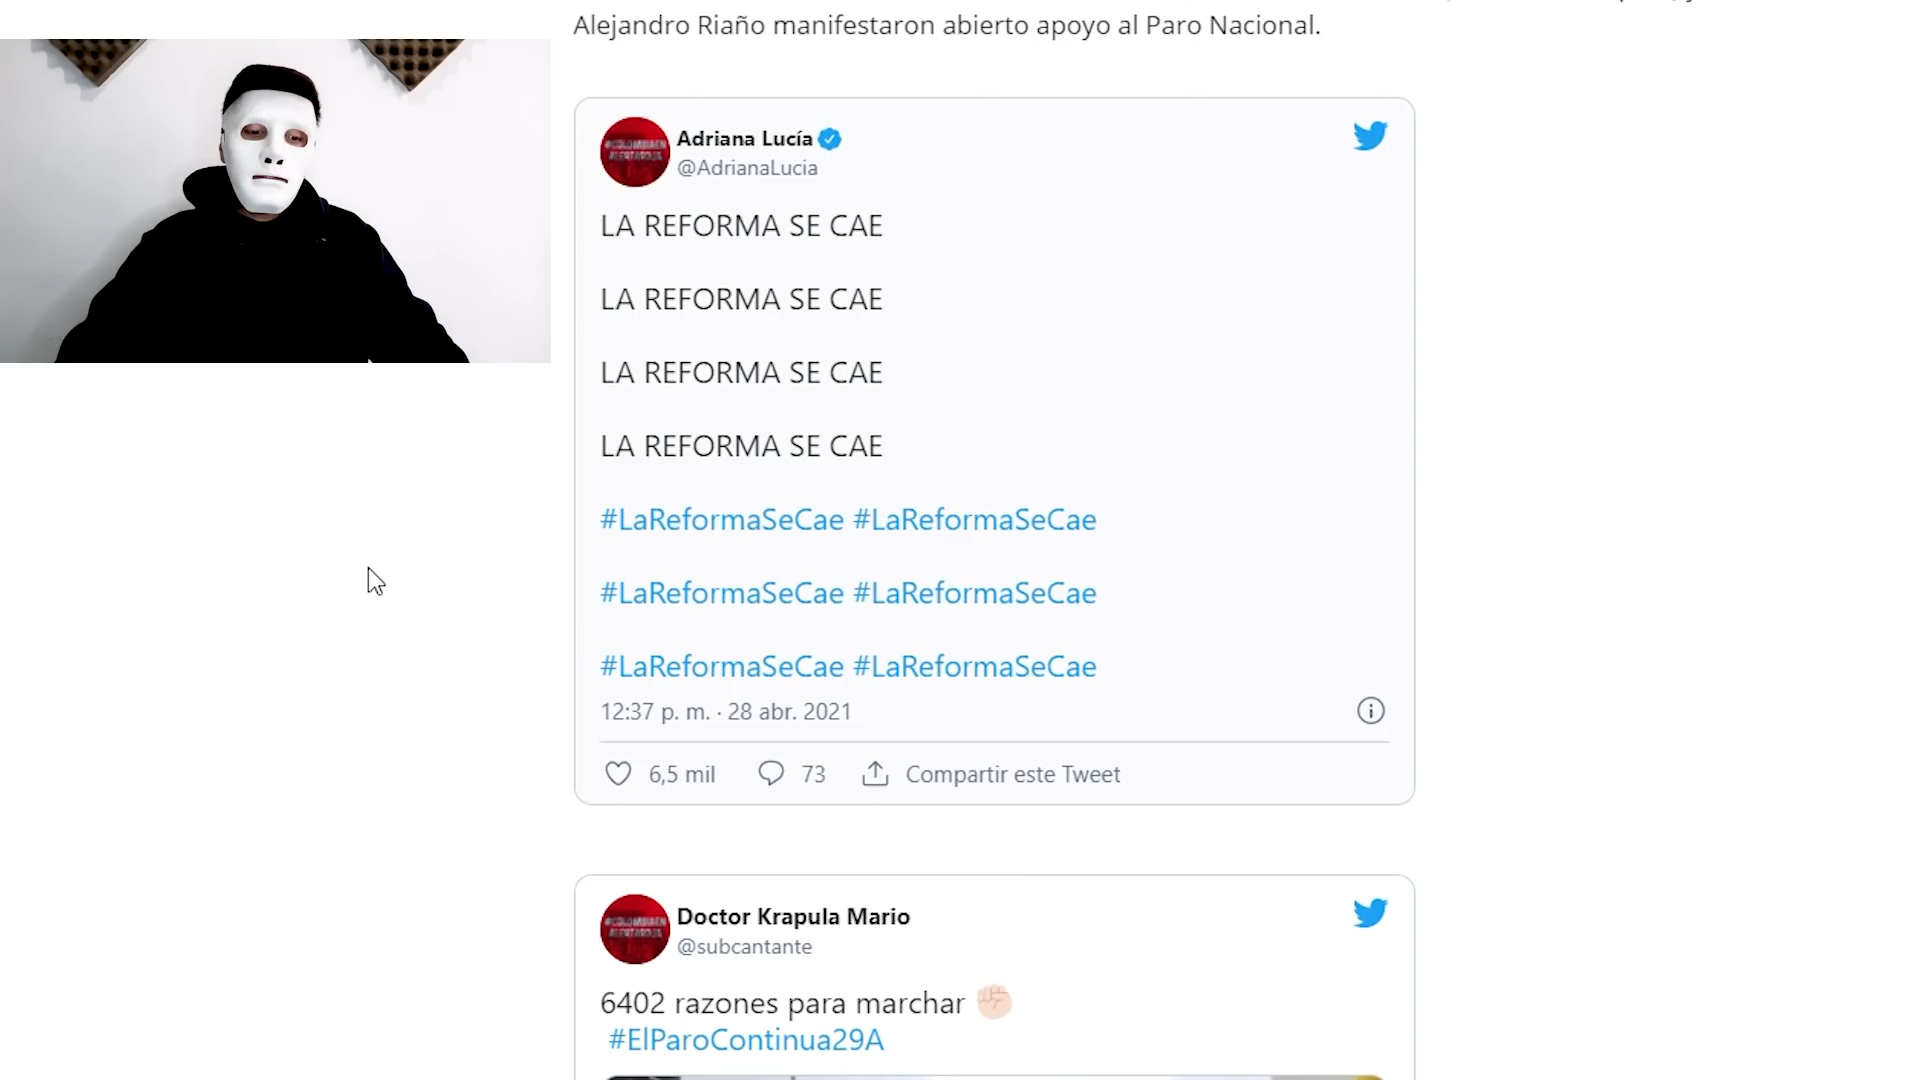 Alejandro Riaño manifestaron abierto apoyo al Paro Nacional.
Adriana Lucía
@AdrianaLucia
LA REFORMA SE CAE
LA REFORMA SE CAE
LA REFORMA SE CAE
LA REFORMA SE CAE
#LaReformaSeCae #LaReformaSeCae
#LaReformaSeCae #LaReformaSeCae
#LaReformaSeCae #LaReformaSeCae
12:37 p. m. · 28 abr. 2021
6,5 mil 73 Compartir este Tweet
Doctor Krapula Mario
@subcantante
6402 razones para marchar ✊🏻
#ElParoContinua29A